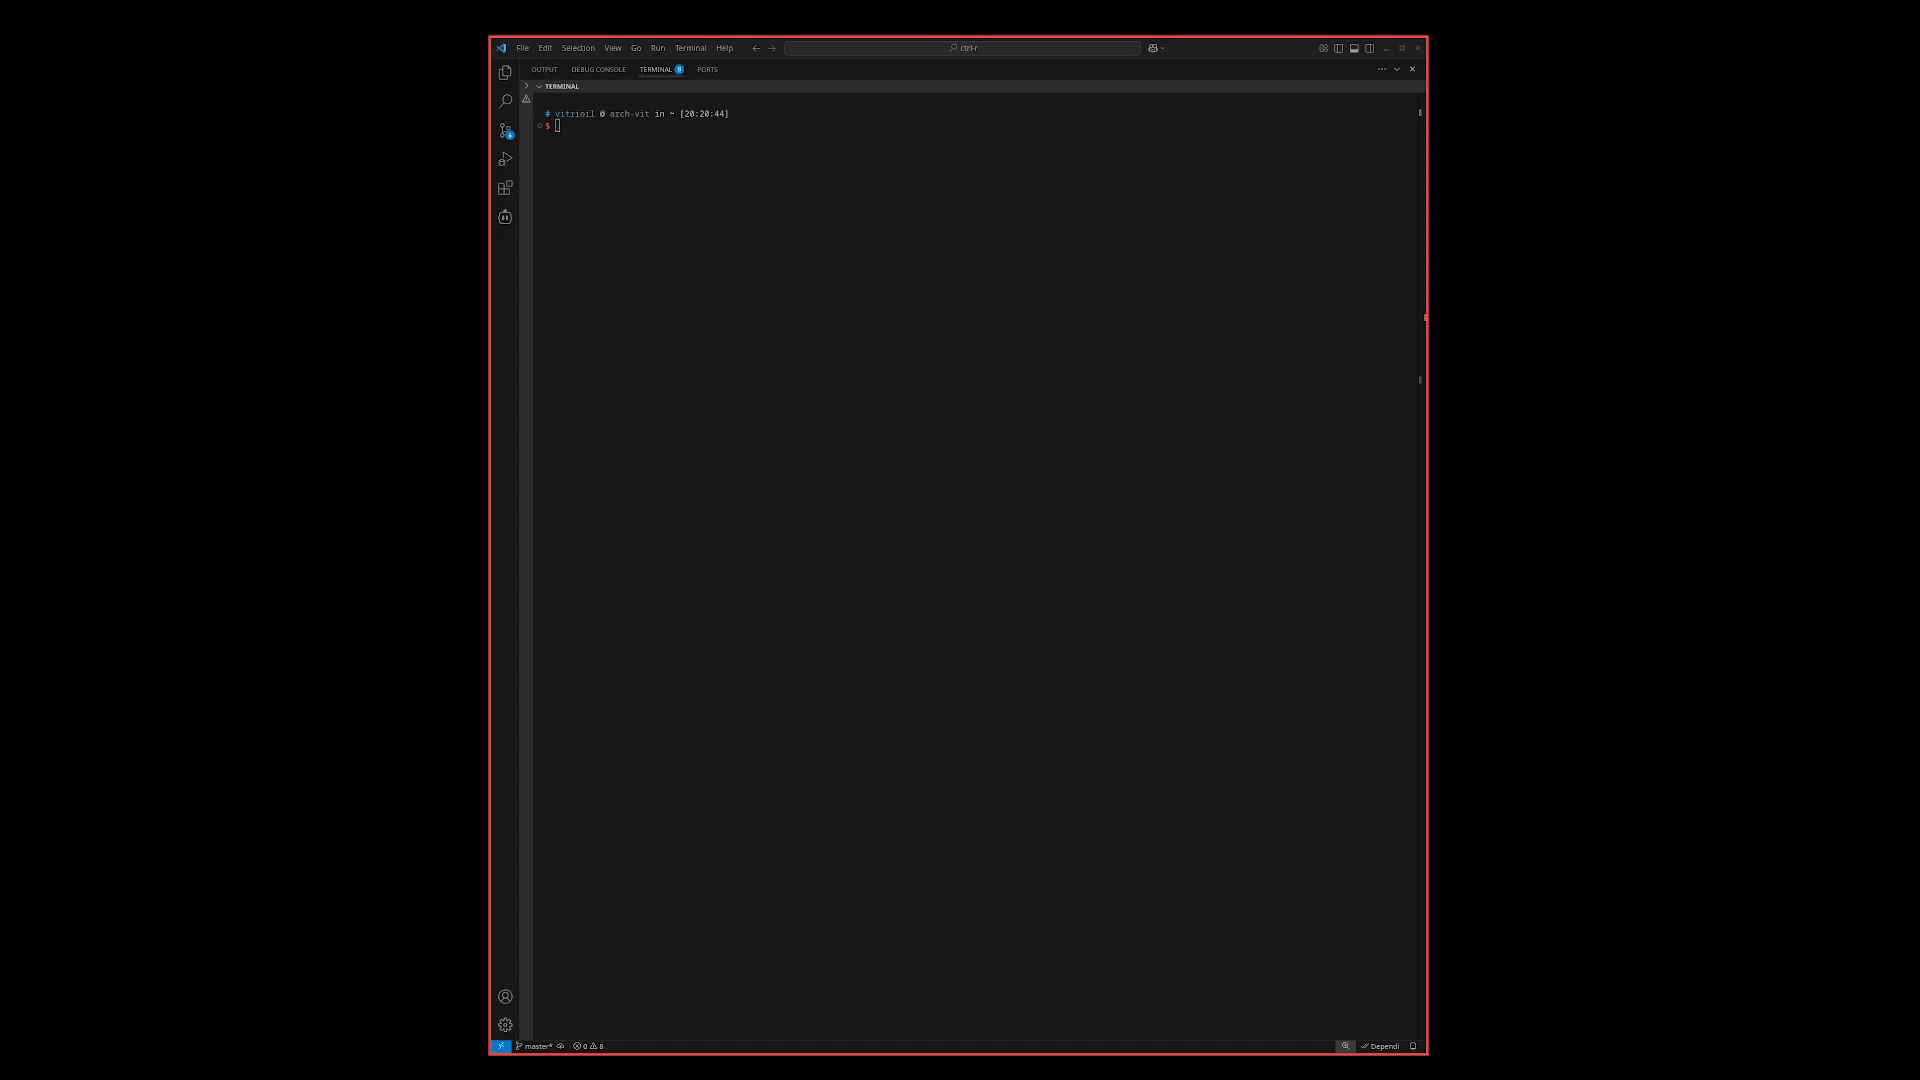 File Edit Selection View Go Run Terminal Help ctrl-r
OUTPUT DEBUG CONSOLE TERMINAL PORTS
TERMINAL
# vitrioil @ arch-vit in ~ [20:20:44]
$
master* 0 8 Dependi